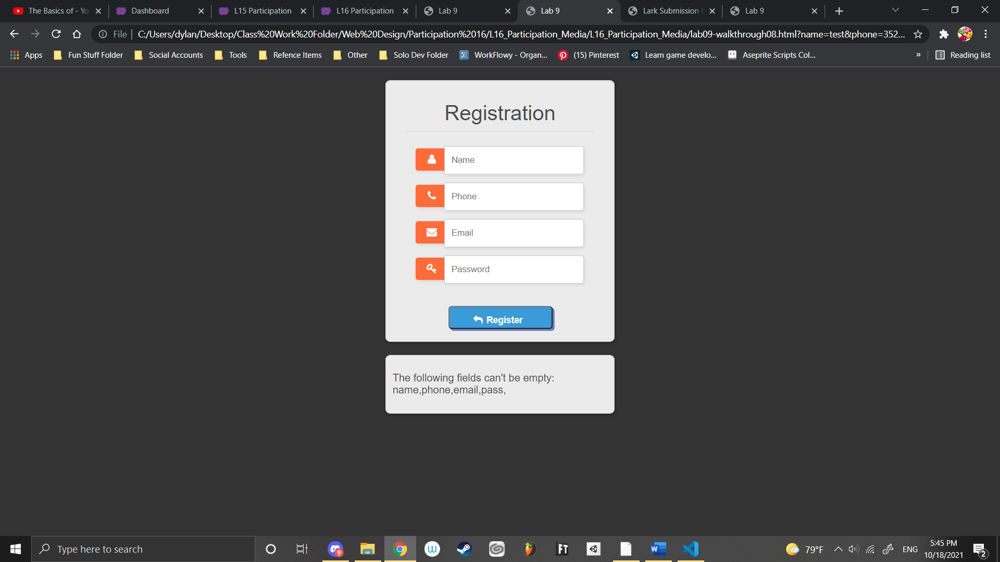 The Basics of - Yo
Dashboard
L15 Participation
L16 Participation
Lab 9
Lab 9
Lark Submission F
Lab 9
File
C:/Users/dylan/Desktop/Class%20Work%20Folder/Web%20Design/Participation%2016/L16_Participation_Media/L16_Participation_Media/lab09-walkthrough08.html?name=test&phone=352...
Apps
Fun Stuff Folder
Social Accounts
Tools
Refence Items
Other
Solo Dev Folder
WorkFlowy - Organ...
(15) Pinterest
Learn game develo...
Aseprite Scripts Col...
»
Reading list
Registration
Name
Phone
Email
Password
Register
The following fields can't be empty:
name,phone,email,pass,
Type here to search
9
W
FT
W
79°F
ENG
5:45 PM
10/18/2021
2